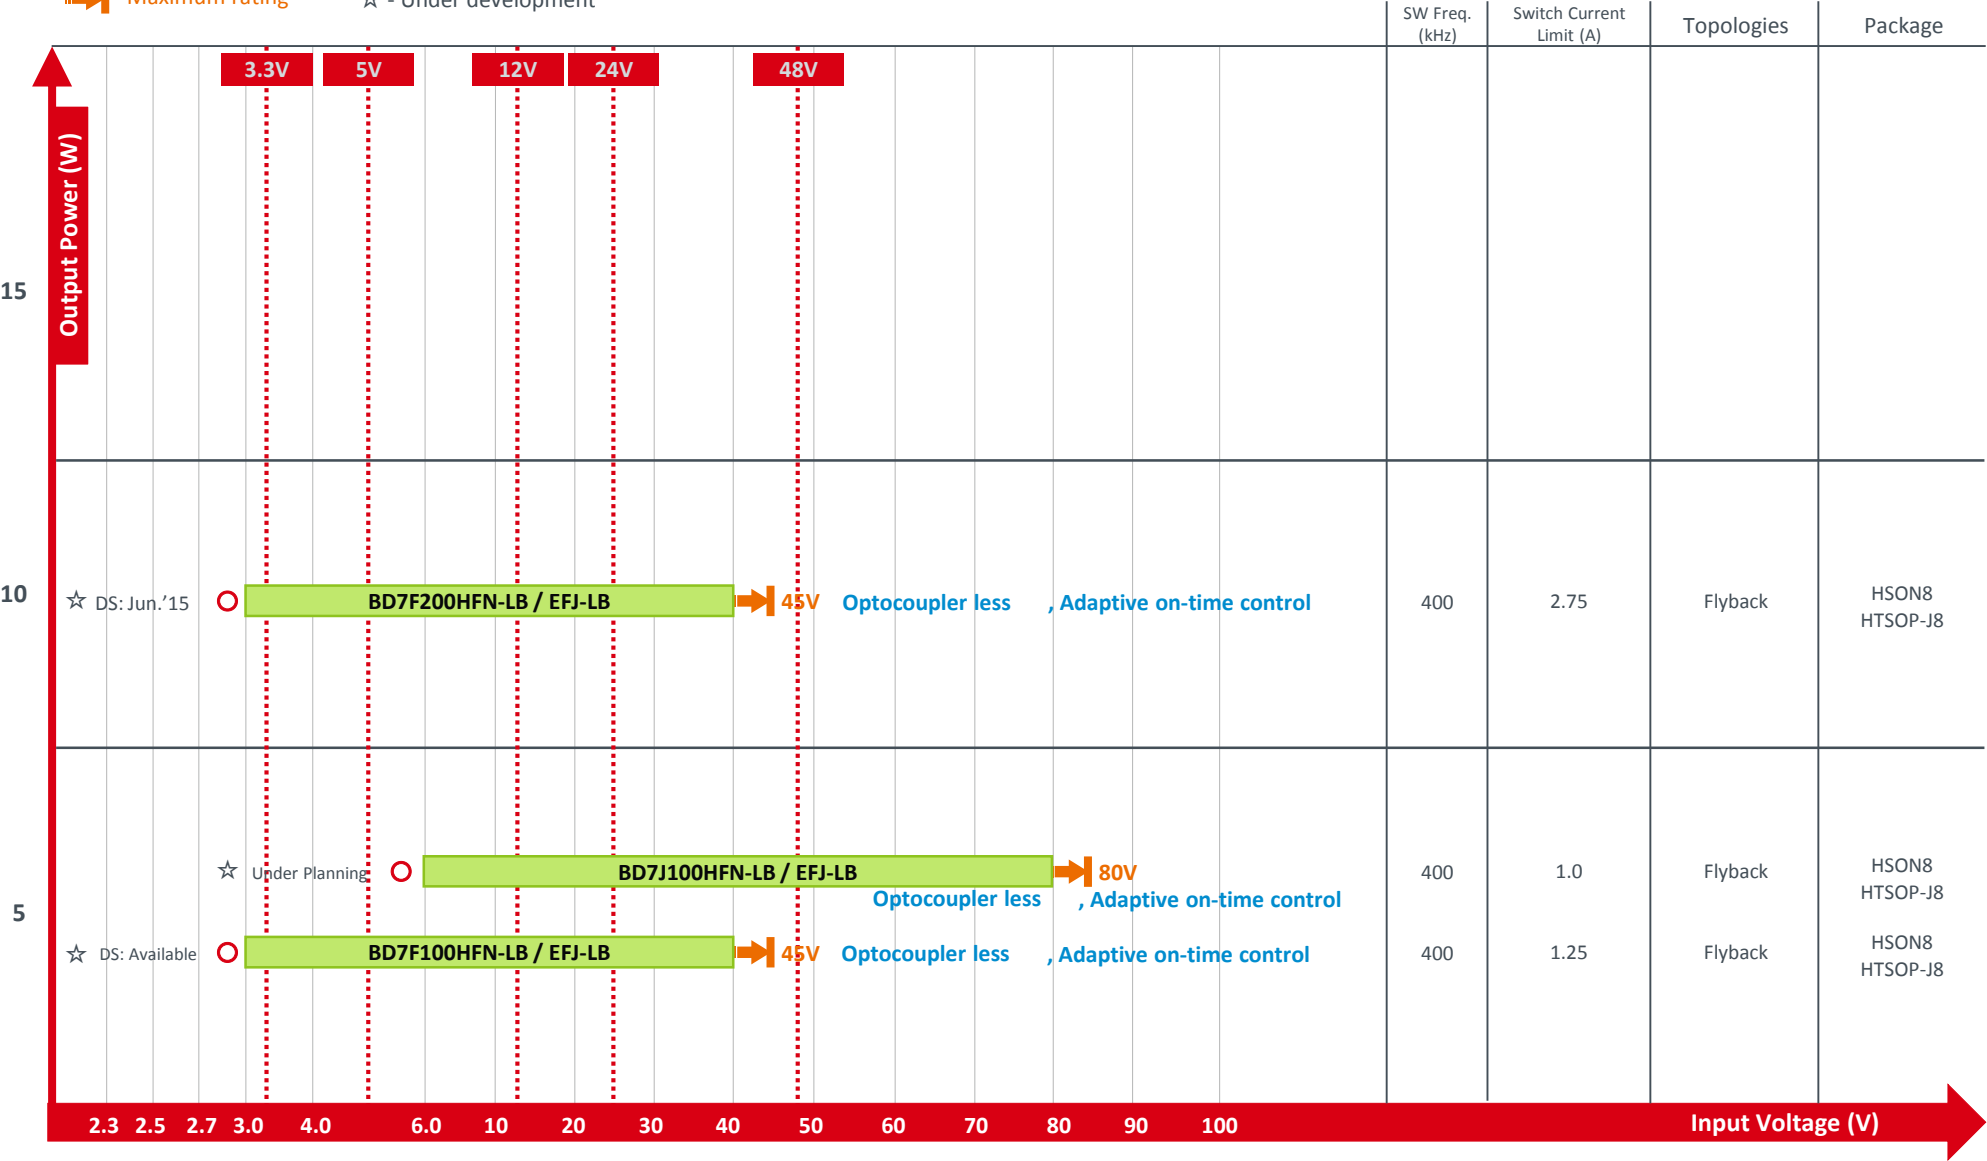 Maximum rating
☆ - Under development
SW Freq.
(kHz)
Switch Current
Limit (A)
Topologies
Package
3.3V
5V
12V
24V
48V
Output Power (W)
15
10
☆ DS: Jun.'15
BD7F200HFN-LB / EFJ-LB
45V
Optocoupler less , Adaptive on-time control
400
2.75
Flyback
HSON8
HTSOP-J8
☆ Under Planning
BD7J100HFN-LB / EFJ-LB
80V
Optocoupler less , Adaptive on-time control
400
1.0
Flyback
HSON8
HTSOP-J8
5
☆ DS: Available
BD7F100HFN-LB / EFJ-LB
45V
Optocoupler less , Adaptive on-time control
400
1.25
Flyback
HSON8
HTSOP-J8
2.3 2.5 2.7 3.0 4.0 6.0 10 20 30 40 50 60 70 80 90 100
Input Voltage (V)